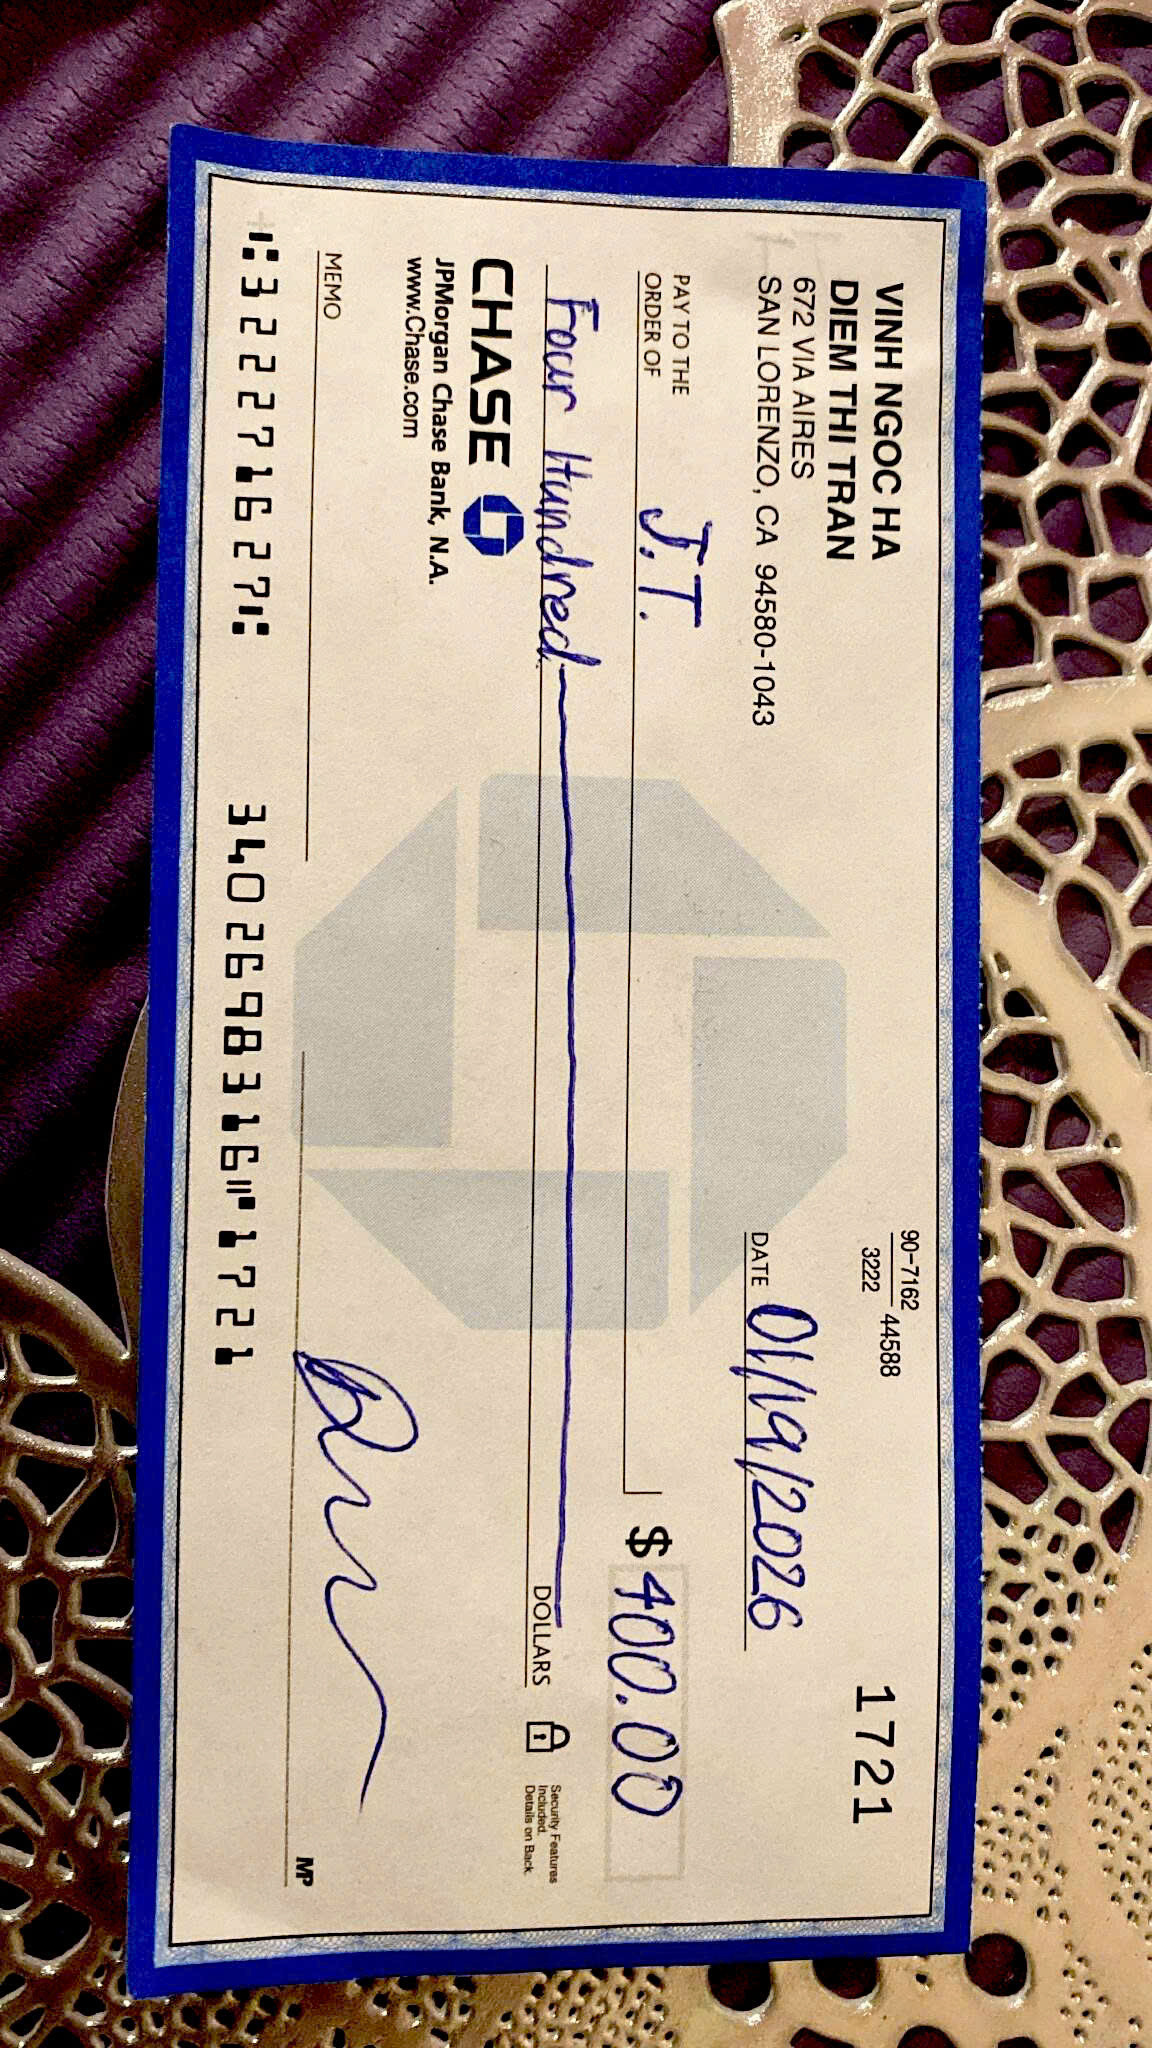 VINH NGOC HA
DIEM THI TRAN
672 VIA AIRES
SAN LORENZO, CA 94580-1043
90-7162
3222
44588
1721
DATE 01/19/2026
PAY TO THE
ORDER OF J.T. $ 400.00
Four Hundred DOLLARS
Security Features
Included.
Details on Back.
CHASE
JPMorgan Chase Bank, N.A.
www.Chase.com
MEMO
MP
⑆322271627⑆ 3402698316⑈1721